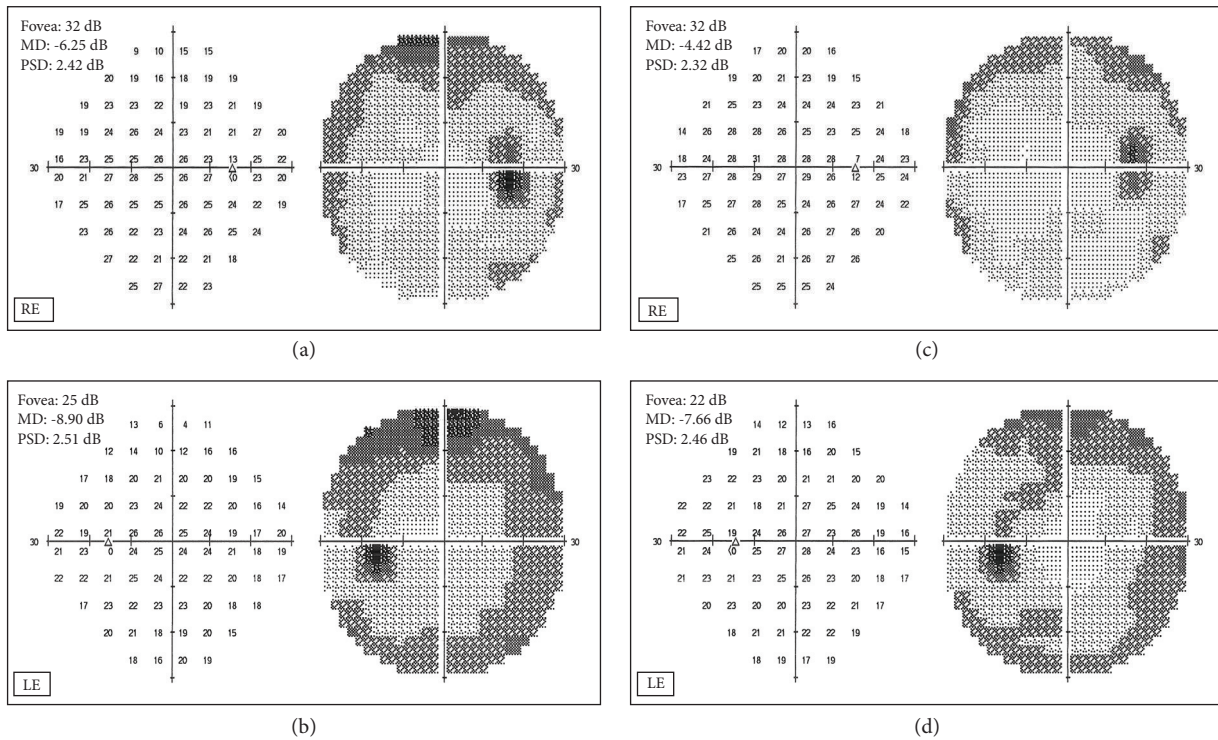 Fovea: 32 dB
MD: -6.25 dB
PSD: 2.42 dB
9 10 15 15
20 19 16 18 19 19
19 23 23 22 19 23 21 19
19 19 24 26 24 23 21 21 27 20
16 23 25 25 26 26 23 13 25 22
30 30
20 21 27 28 25 26 27 (0 23 20
17 25 26 25 25 26 25 24 22 19
23 26 22 23 24 26 25 24
27 22 21 22 21 18
25 27 22 23
RE
(a)
Fovea: 32 dB
MD: -4.42 dB
PSD: 2.32 dB
17 20 20 16
19 20 21 23 19 15
21 25 23 24 24 24 23 21
14 26 28 28 26 25 23 25 24 18
18 24 28 31 28 28 28 7 24 23
30 30
23 27 28 29 27 29 26 12 25 24
17 25 27 28 25 24 26 27 24 22
21 26 24 24 26 27 26 20
25 26 21 26 27 26
25 25 25 24
RE
(c)
Fovea: 25 dB
MD: -8.90 dB
PSD: 2.51 dB
13 6 4 11
12 14 10 12 16 16
17 18 20 21 20 20 19 15
19 20 20 23 24 22 22 20 16 14
22 19 21 26 26 25 24 19 17 20
30 30
21 23 0 24 25 24 24 21 18 19
22 22 21 25 24 22 22 20 18 17
17 23 22 23 23 20 18 18
20 21 18 19 20 15
18 16 20 19
LE
(b)
Fovea: 22 dB
MD: -7.66 dB
PSD: 2.46 dB
14 12 13 16
19 21 18 16 20 15
23 22 23 20 21 21 20 20
22 22 21 18 21 27 25 24 19 14
22 25 19 24 26 27 23 26 19 16
30 30
21 24 (0 25 27 28 24 23 16 15
21 23 21 23 25 26 23 20 18 17
20 23 20 20 23 22 21 17
18 21 21 22 22 19
18 19 17 19
LE
(d)